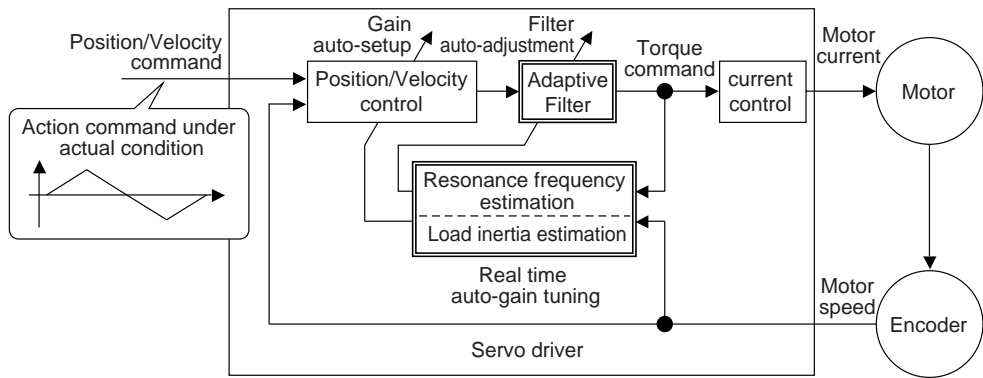 Position/Velocity
command
Gain
auto-setup
Filter
auto-adjustment
Torque
command
Motor
current
Position/Velocity
control
Adaptive
Filter
current
control
Motor
Action command under
actual condition
Resonance frequency
estimation
Load inertia estimation
Real time
auto-gain tuning
Motor
speed
Encoder
Servo driver